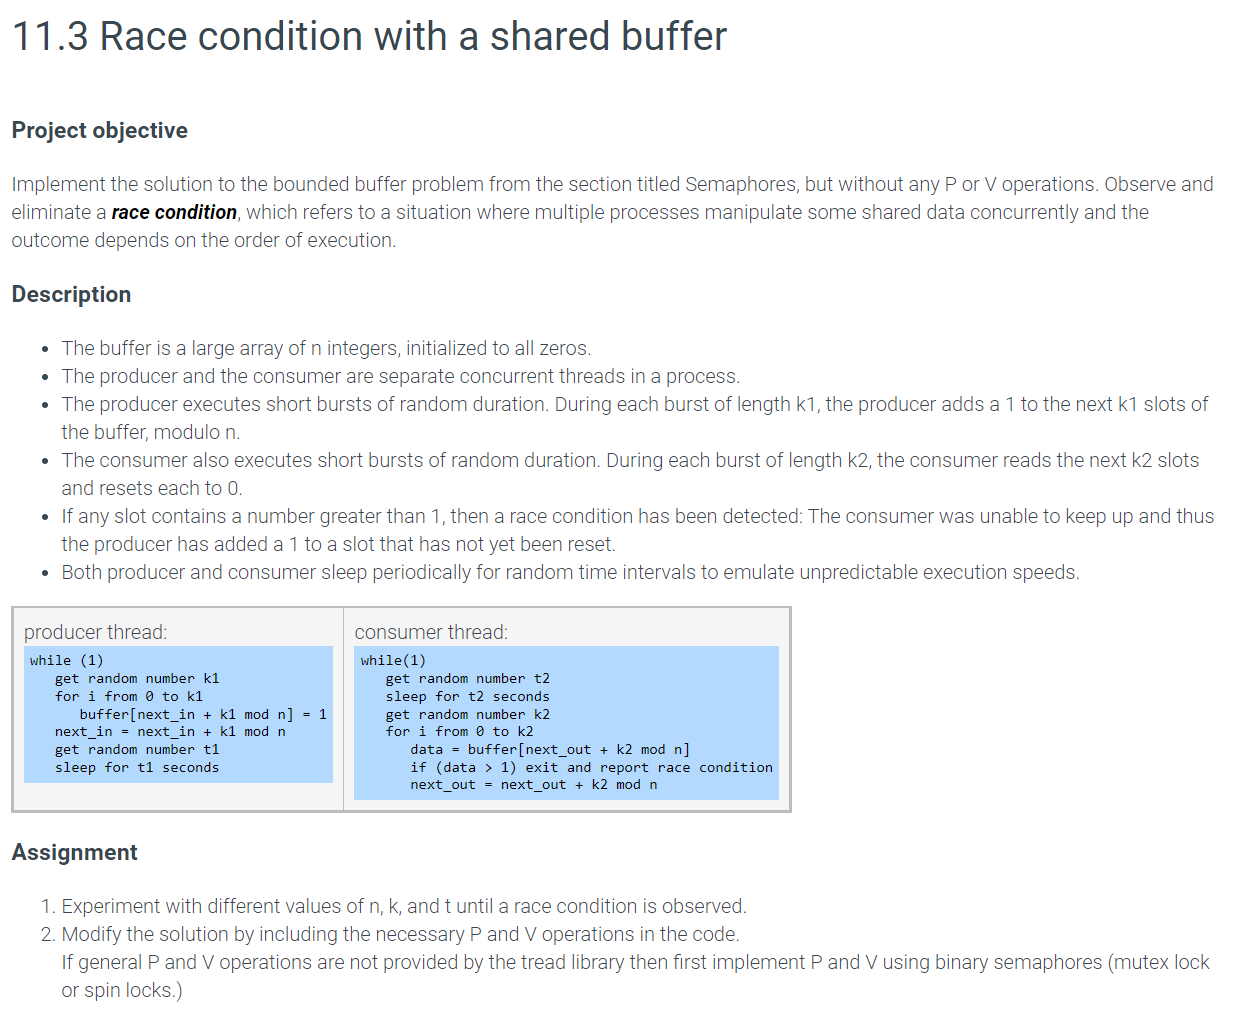 11.3 Race condition with a shared buffer
Project objective
Implement the solution to the bounded buffer problem from the section titled Semaphores, but without any P or V operations. Observe and
eliminate a race condition, which refers to a situation where multiple processes manipulate some shared data concurrently and the
outcome depends on the order of execution.
Description
• The buffer is a large array of n integers, initialized to all zeros.
• The producer and the consumer are separate concurrent threads in a process.
• The producer executes short bursts of random duration. During each burst of length k1, the producer adds a 1 to the next k1 slots of
the buffer, modulo n.
• The consumer also executes short bursts of random duration. During each burst of length k2, the consumer reads the next k2 slots
and resets each to 0.
• If any slot contains a number greater than 1, then a race condition has been detected: The consumer was unable to keep up and thus
the producer has added a 1 to a slot that has not yet been reset.
• Both producer and consumer sleep periodically for random time intervals to emulate unpredictable execution speeds.
producer thread:
while (1)
   get random number k1
   for i from 0 to k1
      buffer[next_in + k1 mod n] = 1
   next_in = next_in + k1 mod n
   get random number t1
   sleep for t1 seconds
consumer thread:
while(1)
   get random number t2
   sleep for t2 seconds
   get random number k2
   for i from 0 to k2
      data = buffer[next_out + k2 mod n]
      if (data > 1) exit and report race condition
      next_out = next_out + k2 mod n
Assignment
1. Experiment with different values of n, k, and t until a race condition is observed.
2. Modify the solution by including the necessary P and V operations in the code.
If general P and V operations are not provided by the tread library then first implement P and V using binary semaphores (mutex lock
or spin locks.)